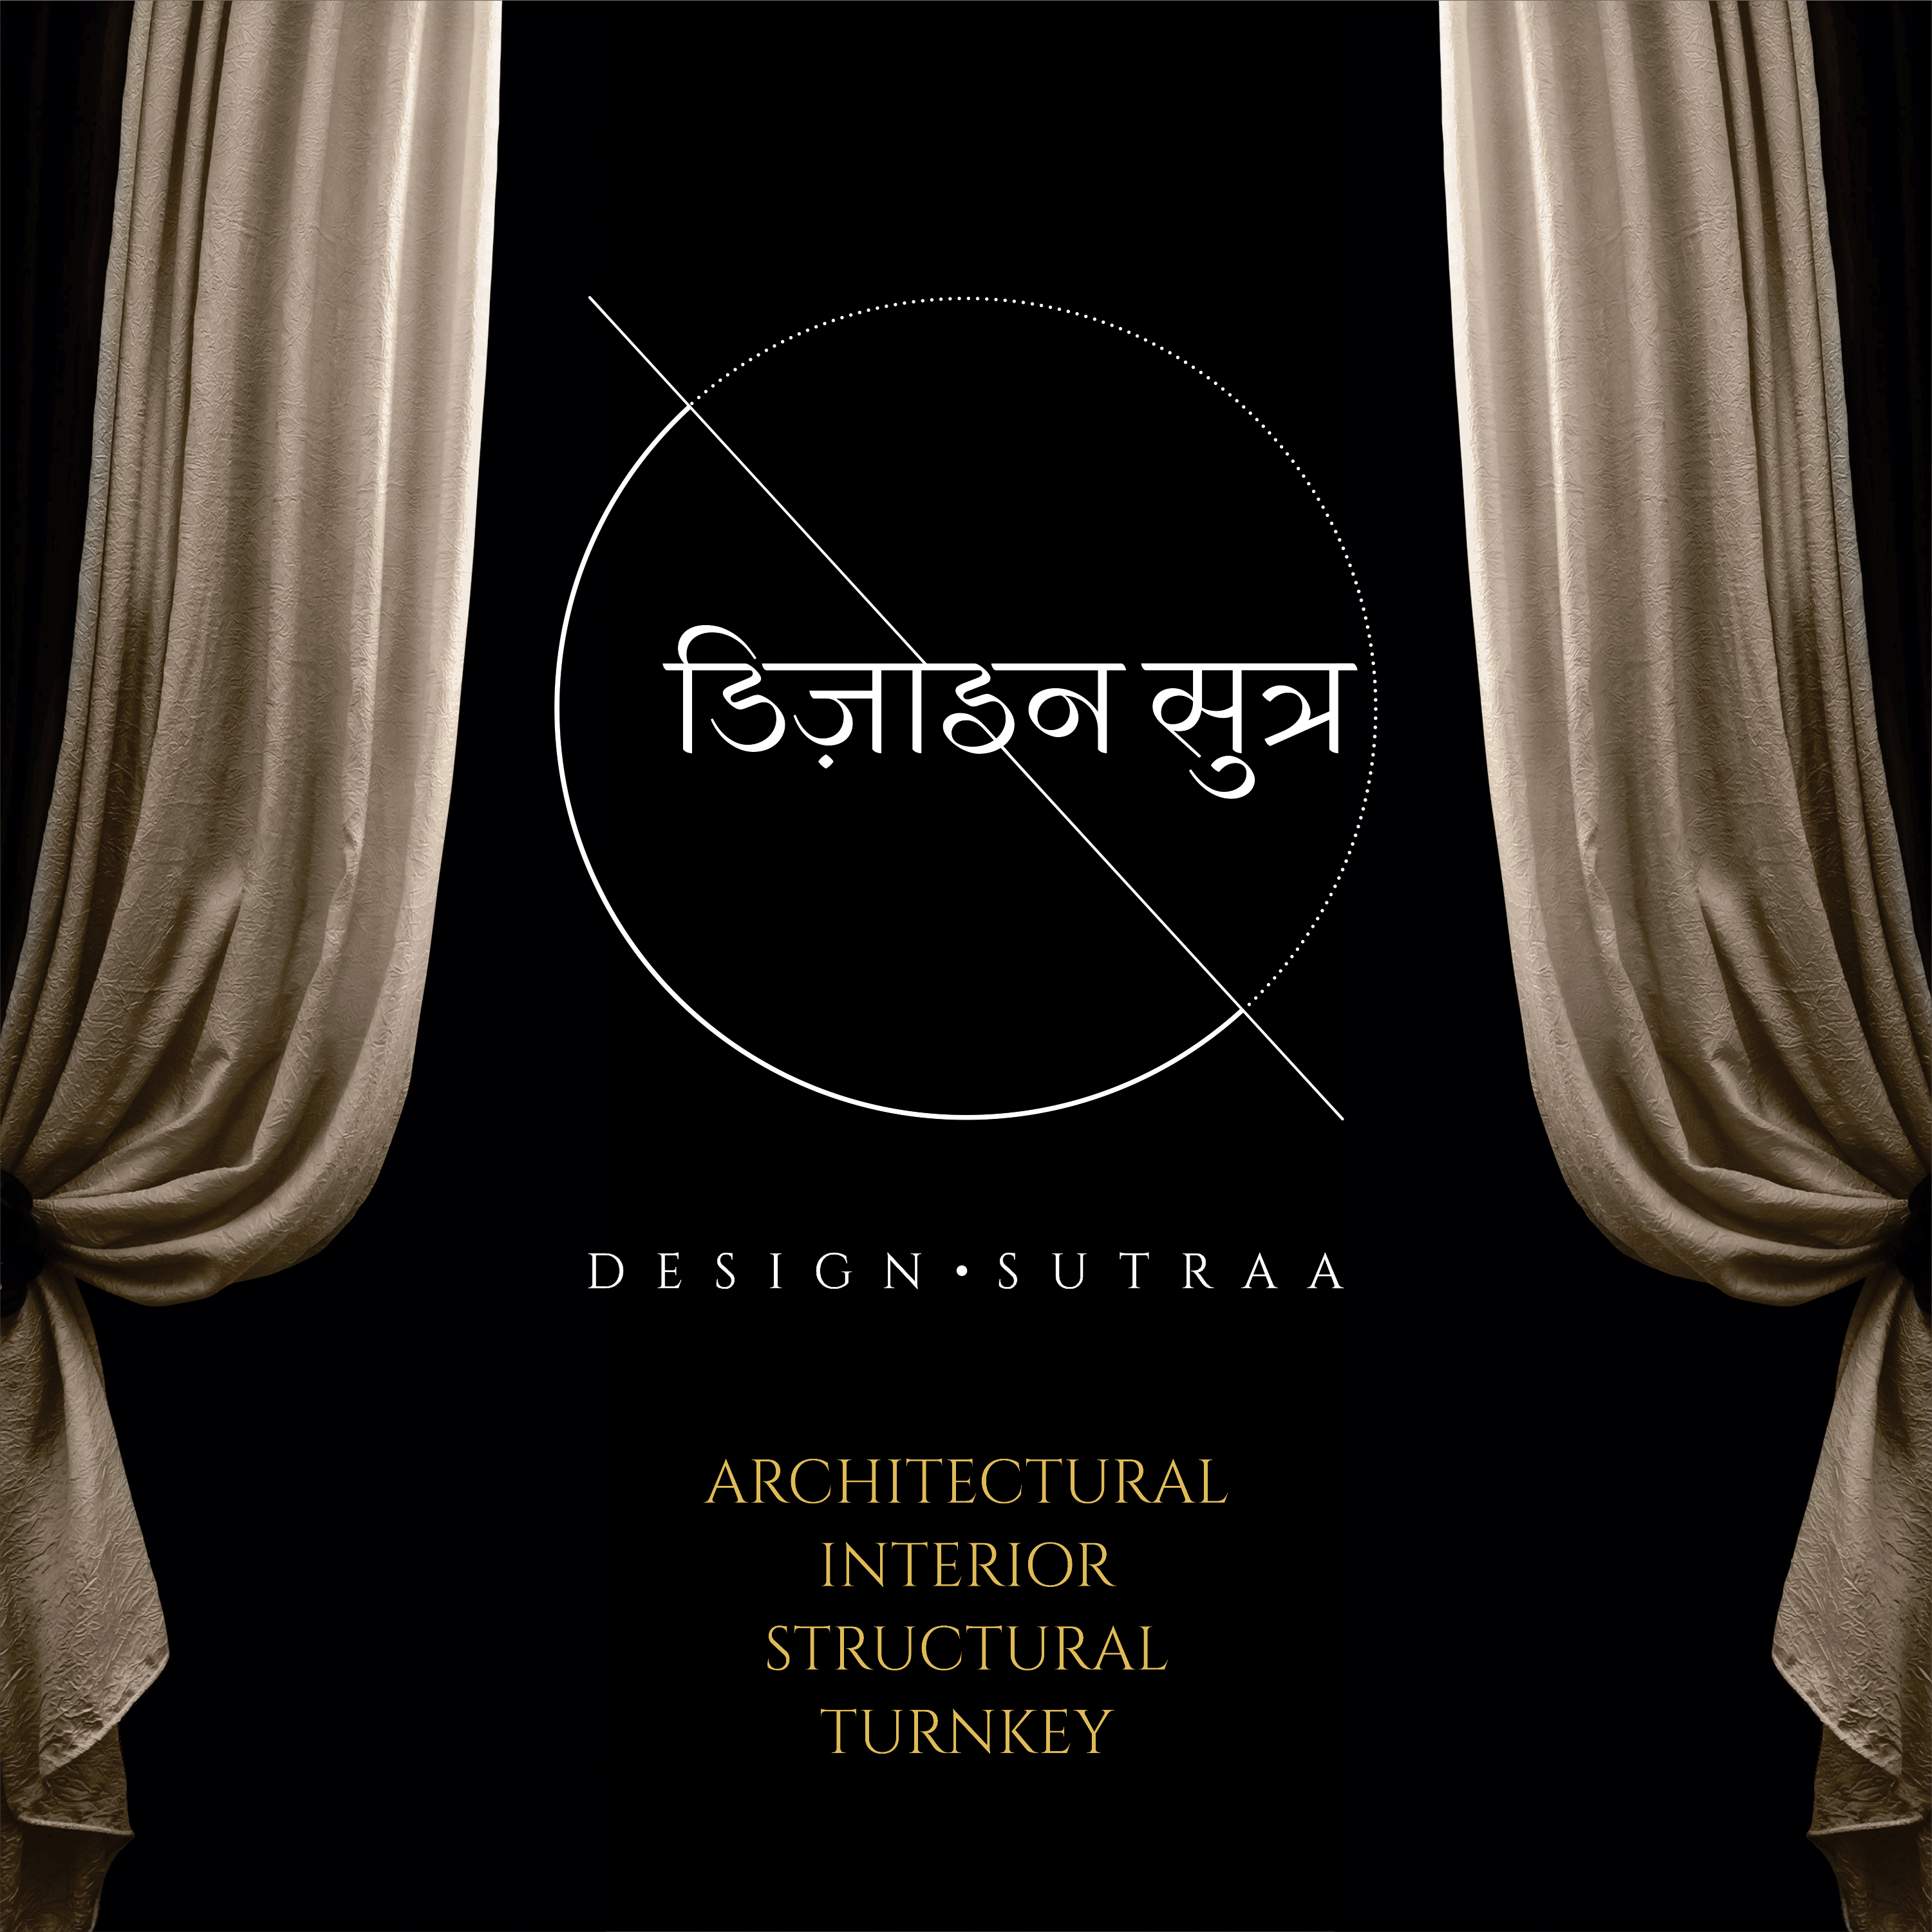 डिज़ाइन सुत्र
DESIGN•SUTRAA
ARCHITECTURAL
INTERIOR
STRUCTURAL
TURNKEY